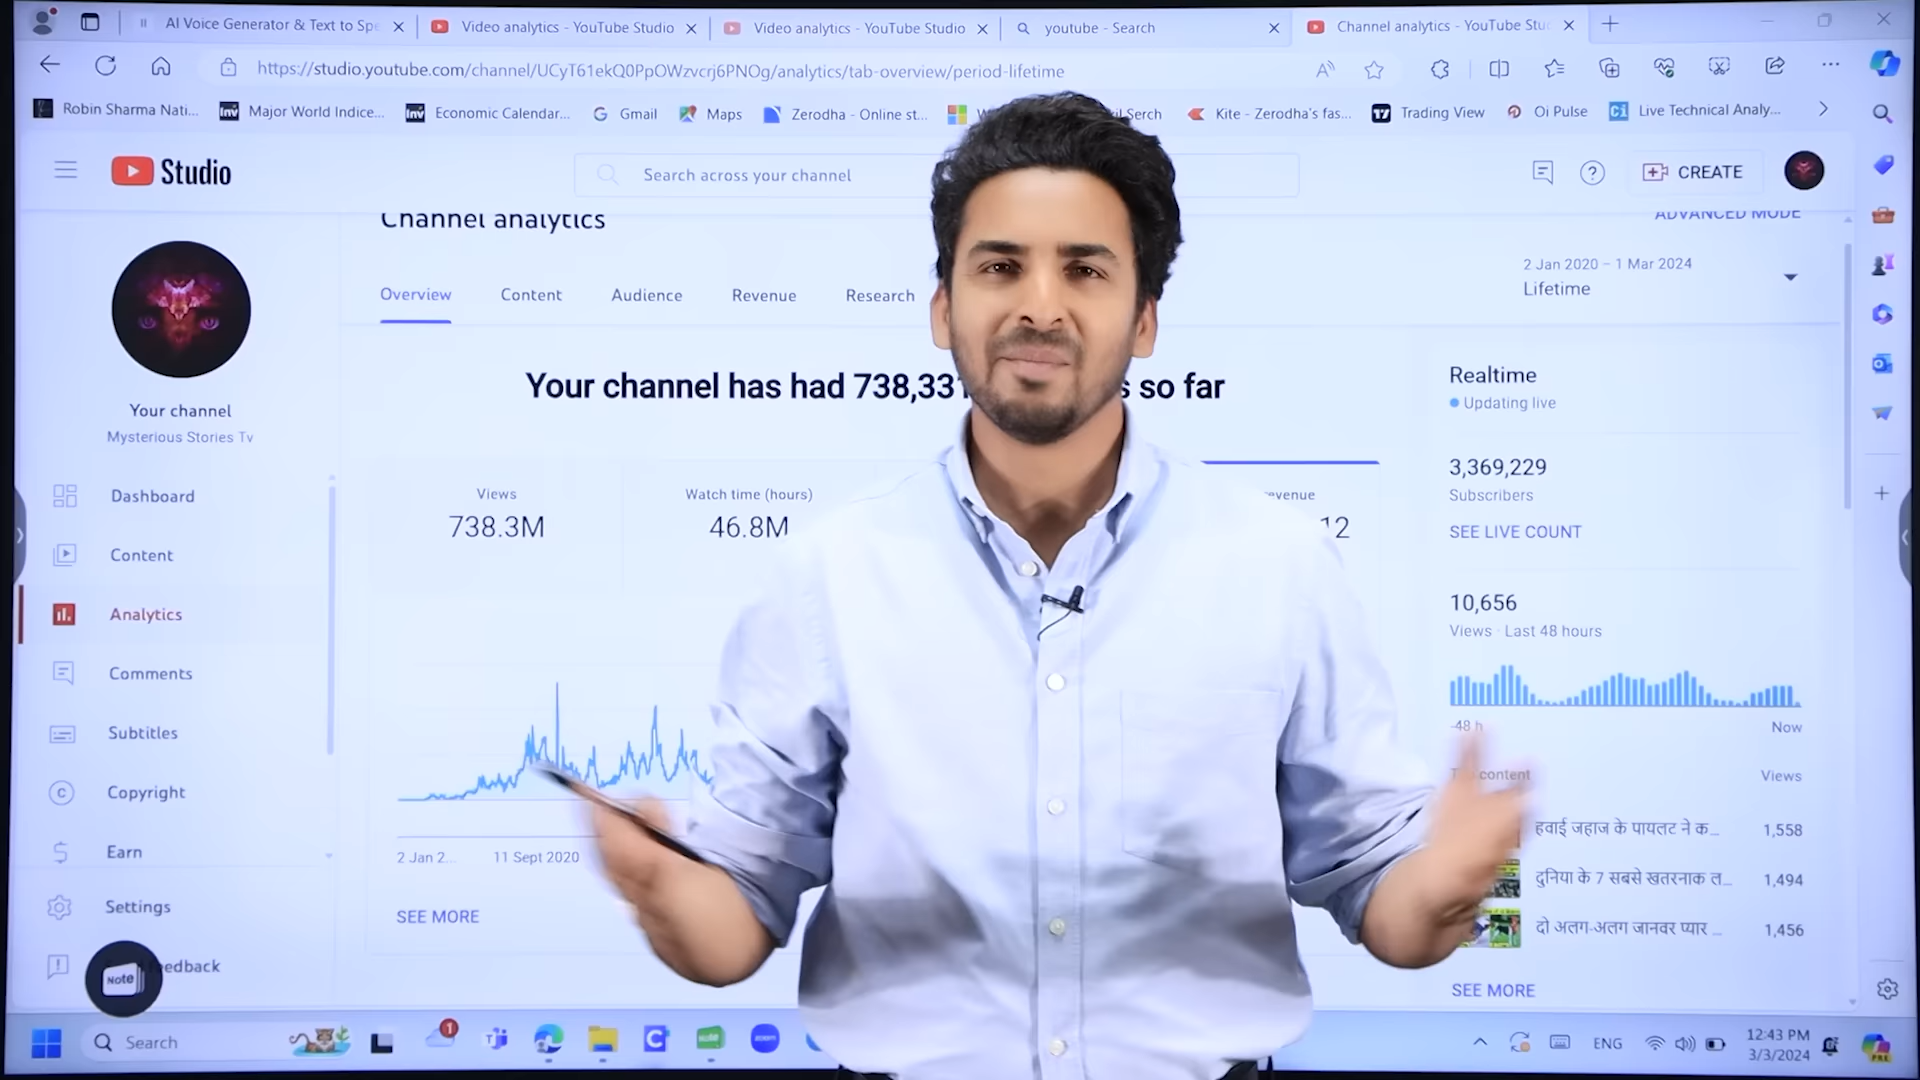 AI Voice Generator & Text to Spe
Video analytics - YouTube Studio
Video analytics - YouTube Studio
youtube - Search
Channel analytics - YouTube Stu
https://studio.youtube.com/channel/UCyT61ekQ0PpOWzvcrj6PNOg/analytics/tab-overview/period-lifetime
Robin Sharma Nati...
Major World Indice...
Economic Calendar...
Gmail
Maps
Zerodha - Online st...
Serch
Kite - Zerodha's fas...
Trading View
Oi Pulse
Live Technical Analy...
Studio
Search across your channel
CREATE
Channel analytics
ADVANCED MODE
2 Jan 2020 – 1 Mar 2024
Lifetime
Overview
Content
Audience
Revenue
Research
Your channel
Mysterious Stories Tv
Dashboard
Content
Analytics
Comments
Subtitles
Copyright
Earn
Settings
feedback
Note
Your channel has had 738,33 so far
Views
738.3M
Watch time (hours)
46.8M
evenue
12
2 Jan 2...
11 Sept 2020
SEE MORE
Realtime
Updating live
3,369,229
Subscribers
SEE LIVE COUNT
10,656
Views · Last 48 hours
-48 h
Now
content
Views
हवाई जहाज के पायलट ने क...
1,558
दुनिया के 7 सबसे खतरनाक ल...
1,494
दो अलग-अलग जानवर प्यार ...
1,456
SEE MORE
Search
1
ENG
12:43 PM
3/3/2024
PRE